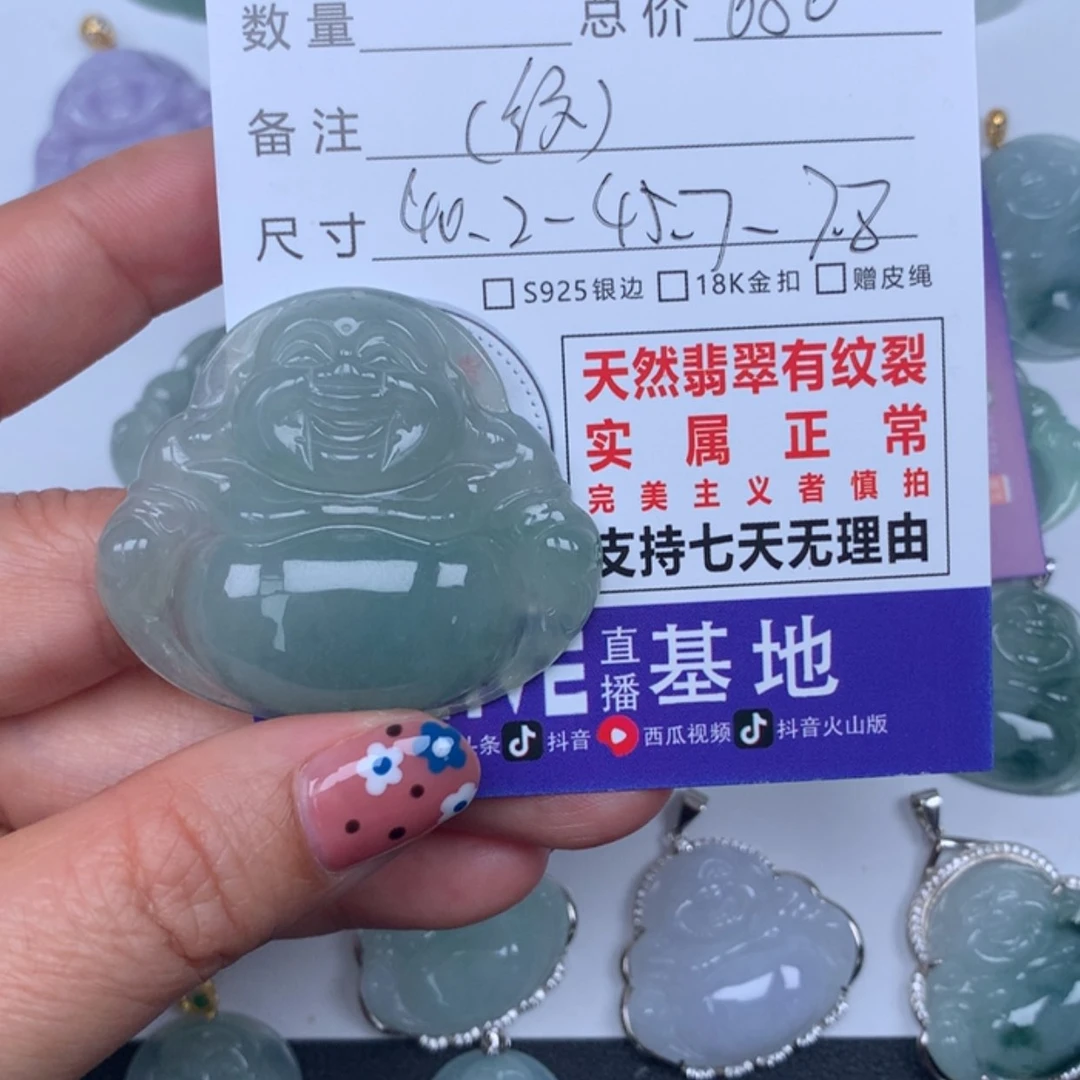 数量 总价 680
备注 (纹)
尺寸 40.2-45.7-7.8
□ S925银边 □ 18K金扣 □ 赠皮绳
天然翡翠有纹裂
实属正常
完美主义者慎拍
支持七天无理由
直播基地
条 抖音 西瓜视频 抖音火山版